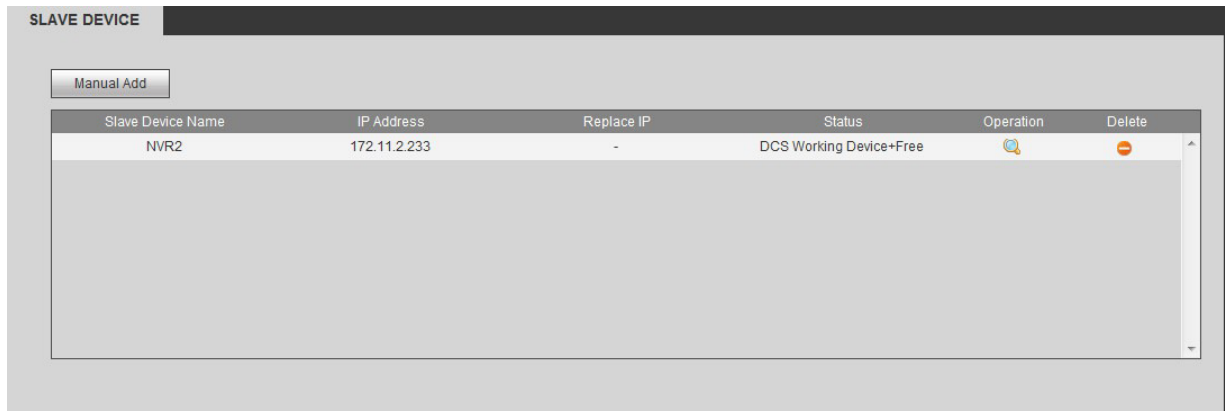 SLAVE DEVICE
Manual Add
Slave Device Name IP Address Replace IP Status Operation Delete
NVR2 172.11.2.233 - DCS Working Device+Free